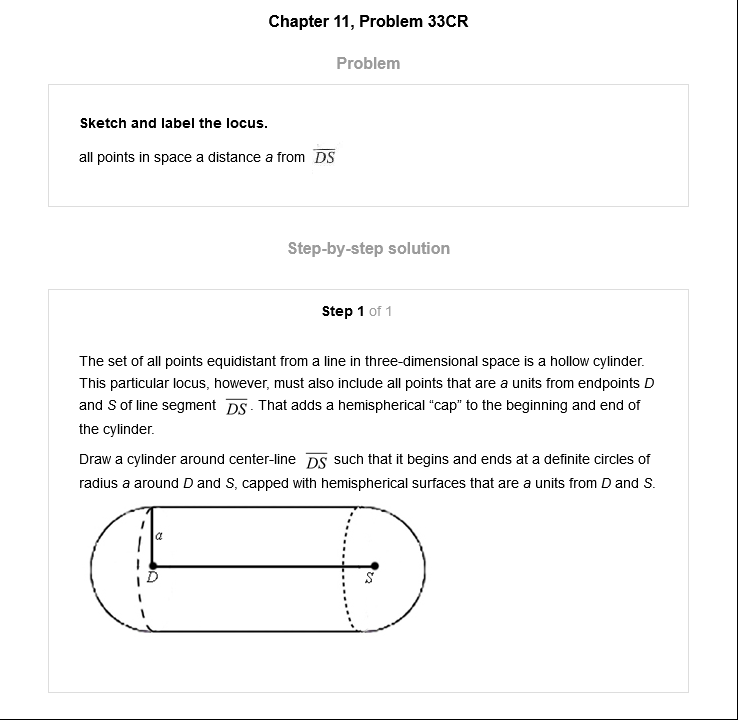 Chapter 11, Problem 33CR
Problem
Sketch and label the locus.
all points in space a distance a from DS
Step-by-step solution
Step 1 of 1
The set of all points equidistant from a line in three-dimensional space is a hollow cylinder.
This particular locus, however, must also include all points that are a units from endpoints D
and S of line segment DS. That adds a hemispherical “cap” to the beginning and end of
the cylinder.
Draw a cylinder around center-line DS such that it begins and ends at a definite circles of
radius a around D and S, capped with hemispherical surfaces that are a units from D and S.
a
D
S